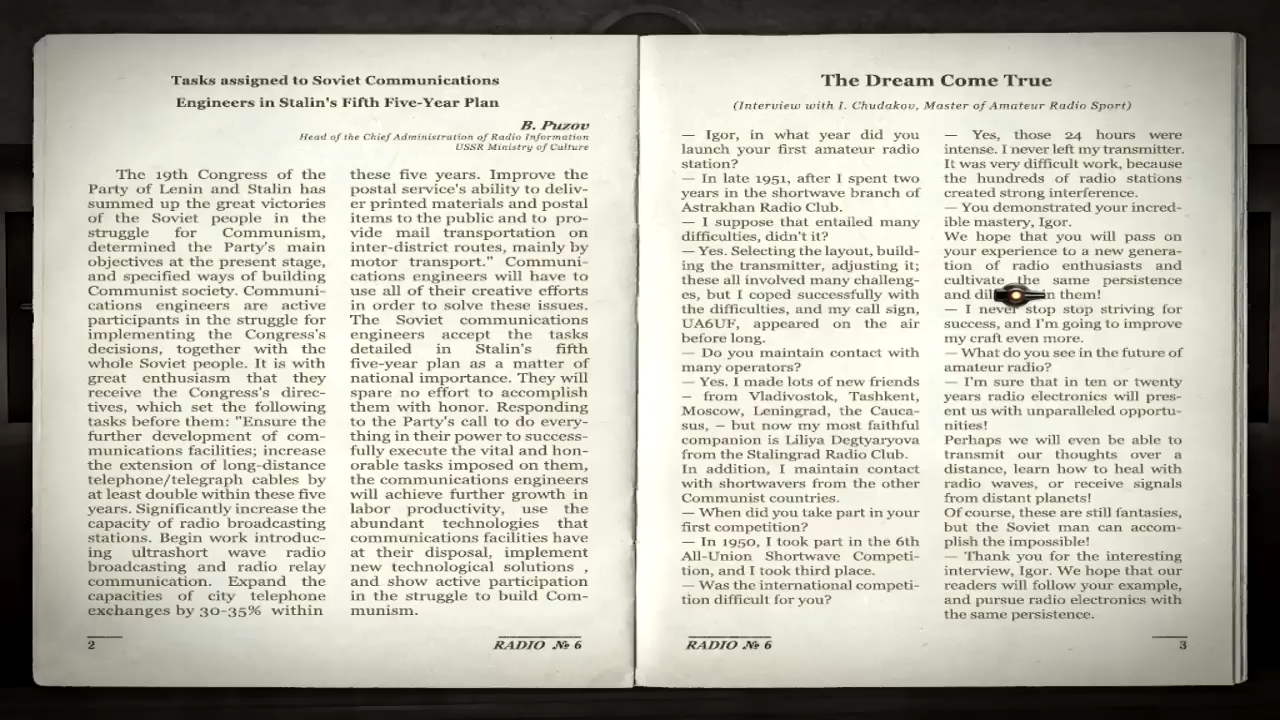 Tasks assigned to Soviet Communications
Engineers in Stalin's Fifth Five-Year Plan
B. Puzov
Head of the Chief Administration of Radio Information
USSR Ministry of Culture
The 19th Congress of the
Party of Lenin and Stalin has
summed up the great victories
of the Soviet people in the
struggle for Communism,
determined the Party's main
objectives at the present stage,
and specified ways of building
Communist society. Communi-
cations engineers are active
participants in the struggle for
implementing the Congress's
decisions, together with the
whole Soviet people. It is with
great enthusiasm that they
receive the Congress's direc-
tives, which set the following
tasks before them: "Ensure the
further development of com-
munications facilities; increase
the extension of long-distance
telephone/telegraph cables by
at least double within these five
years. Significantly increase the
capacity of radio broadcasting
stations. Begin work introduc-
ing ultrashort wave radio
broadcasting and radio relay
communication. Expand the
capacities of city telephone
exchanges by 30-35% within
these five years. Improve the
postal service's ability to deliv-
er printed materials and postal
items to the public and to pro-
vide mail transportation on
inter-district routes, mainly by
motor transport." Communi-
cations engineers will have to
use all of their creative efforts
in order to solve these issues.
The Soviet communications
engineers accept the tasks
detailed in Stalin's fifth
five-year plan as a matter of
national importance. They will
spare no effort to accomplish
them with honor. Responding
to the Party's call to do every-
thing in their power to success-
fully execute the vital and hon-
orable tasks imposed on them,
the communications engineers
will achieve further growth in
labor productivity, use the
abundant technologies that
communications facilities have
at their disposal, implement
new technological solutions ,
and show active participation
in the struggle to build Com-
munism.
2
RADIO № 6
The Dream Come True
(Interview with I. Chudakov, Master of Amateur Radio Sport)
— Igor, in what year did you
launch your first amateur radio
station?
— In late 1951, after I spent two
years in the shortwave branch of
Astrakhan Radio Club.
— I suppose that entailed many
difficulties, didn't it?
— Yes. Selecting the layout, build-
ing the transmitter, adjusting it;
these all involved many challeng-
es, but I coped successfully with
the difficulties, and my call sign,
UA6UF, appeared on the air
before long.
— Do you maintain contact with
many operators?
— Yes. I made lots of new friends
— from Vladivostok, Tashkent,
Moscow, Leningrad, the Cauca-
sus, – but now my most faithful
companion is Liliya Degtyaryova
from the Stalingrad Radio Club.
In addition, I maintain contact
with shortwavers from the other
Communist countries.
— When did you take part in your
first competition?
— In 1950, I took part in the 6th
All-Union Shortwave Competi-
tion, and I took third place.
— Was the international competi-
tion difficult for you?
— Yes, those 24 hours were
intense. I never left my transmitter.
It was very difficult work, because
the hundreds of radio stations
created strong interference.
— You demonstrated your incred-
ible mastery, Igor.
We hope that you will pass on
your experience to a new genera-
tion of radio enthusiasts and
cultivate the same persistence
and in them!
— I never stop stop striving for
success, and I'm going to improve
my craft even more.
— What do you see in the future of
amateur radio?
— I'm sure that in ten or twenty
years radio electronics will pres-
ent us with unparalleled opportu-
nities!
Perhaps we will even be able to
transmit our thoughts over a
distance, learn how to heal with
radio waves, or receive signals
from distant planets!
Of course, these are still fantasies,
but the Soviet man can accom-
plish the impossible!
— Thank you for the interesting
interview, Igor. We hope that our
readers will follow your example,
and pursue radio electronics with
the same persistence.
RADIO № 6
3